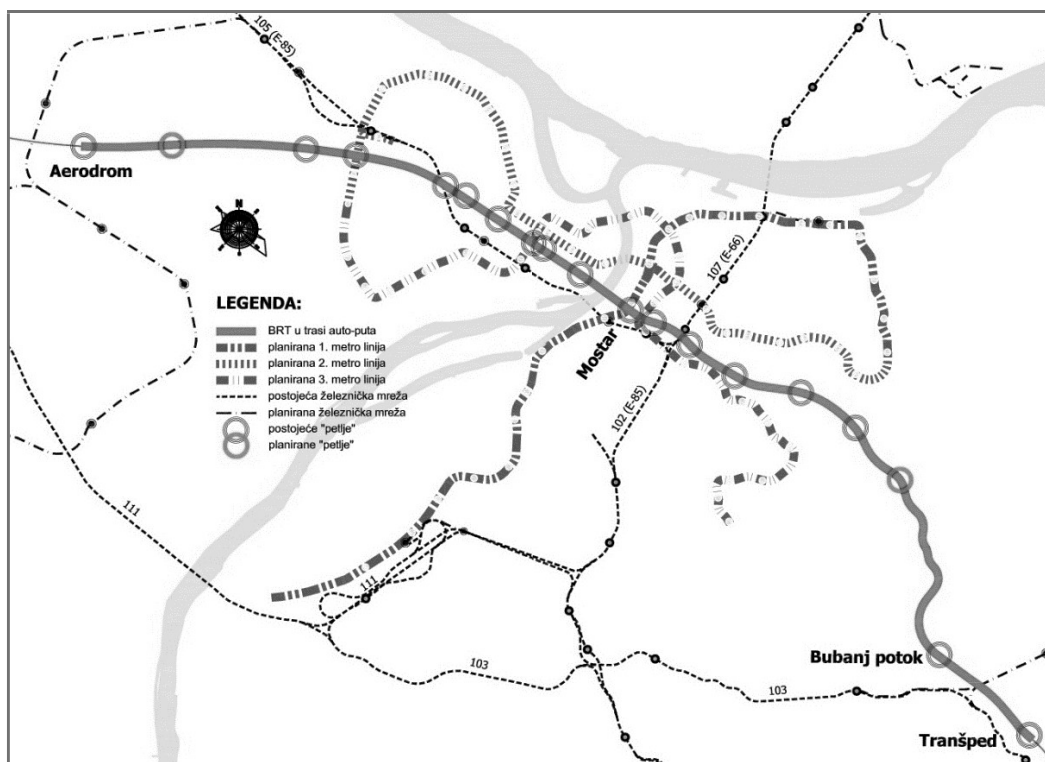 105 (E-85)
Aerodrom
N
107 (E-66)
LEGENDA:
BRT u trasi auto-puta
planirana 1. metro linija
planirana 2. metro linija
planirana 3. metro linija
postojeća železnička mreža
planirana železnička mreža
postojeće "petlje"
planirane "petlje"
Mostar
102 (E-85)
111
111
103
Bubanj potok
103
Tranšped